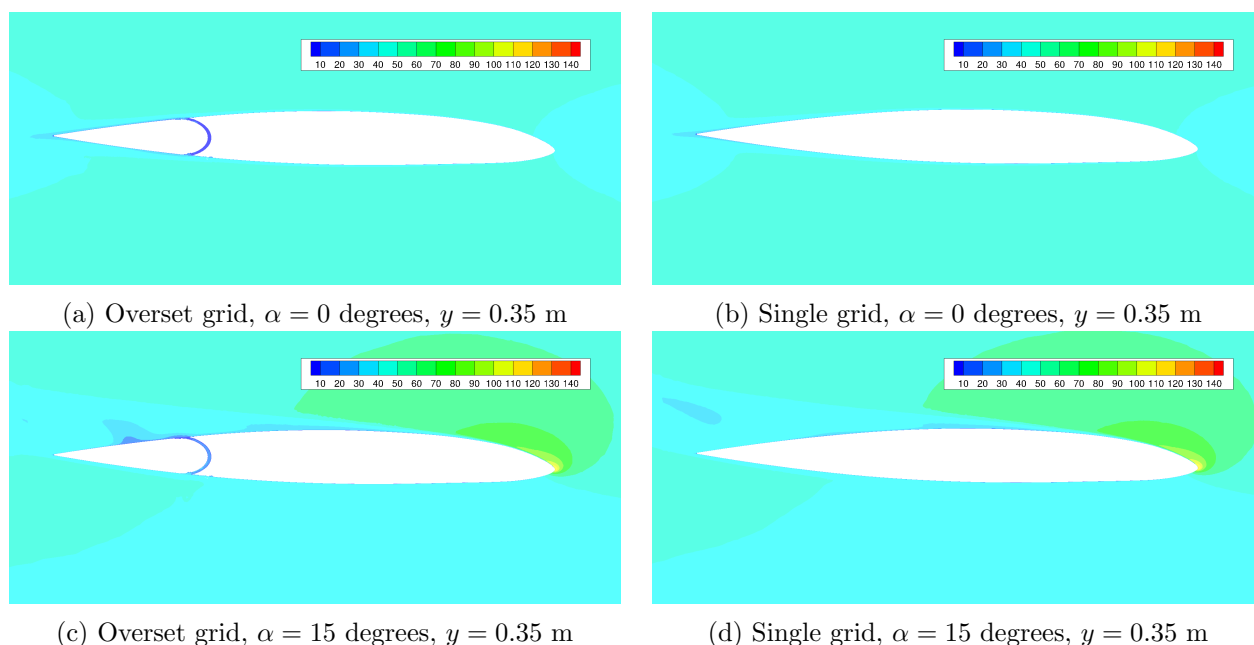 10 20 30 40 50 60 70 80 90 100 110 120 130 140
10 20 30 40 50 60 70 80 90 100 110 120 130 140
(a) Overset grid, α = 0 degrees, y = 0.35 m
(b) Single grid, α = 0 degrees, y = 0.35 m
10 20 30 40 50 60 70 80 90 100 110 120 130 140
10 20 30 40 50 60 70 80 90 100 110 120 130 140
(c) Overset grid, α = 15 degrees, y = 0.35 m
(d) Single grid, α = 15 degrees, y = 0.35 m